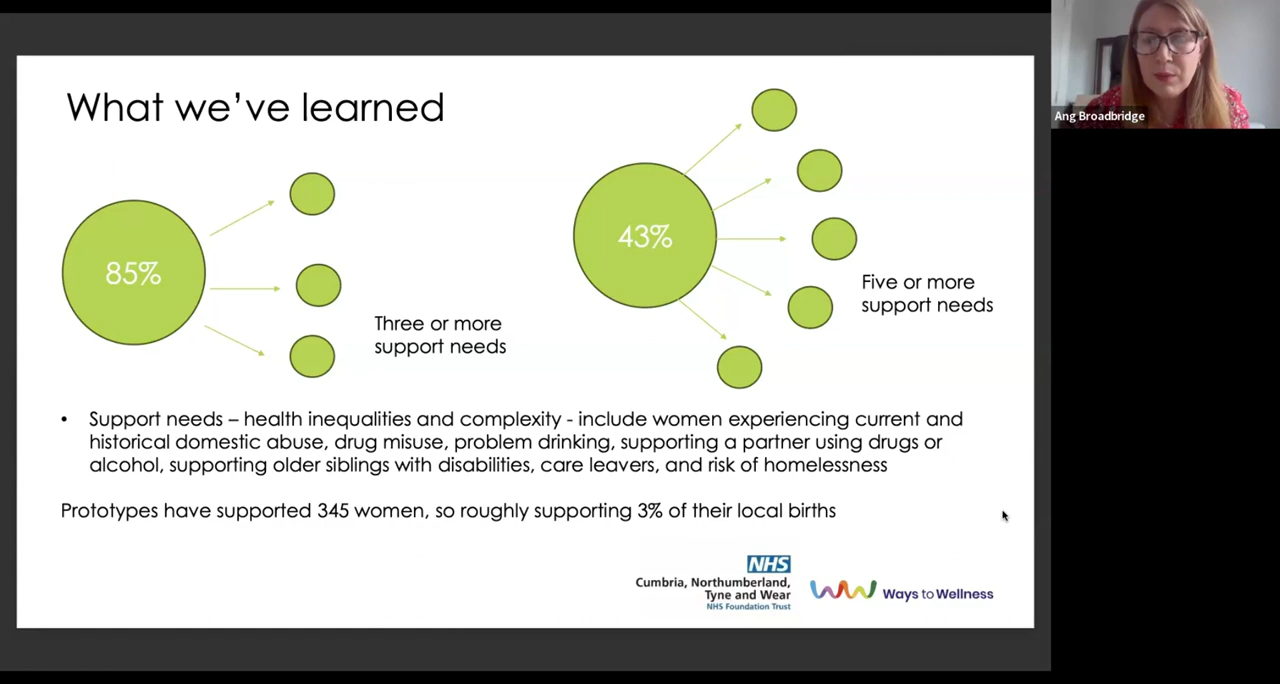 What we've learned
85%
Three or more
support needs
43%
Five or more
support needs
• Support needs – health inequalities and complexity - include women experiencing current and
historical domestic abuse, drug misuse, problem drinking, supporting a partner using drugs or
alcohol, supporting older siblings with disabilities, care leavers, and risk of homelessness
Prototypes have supported 345 women, so roughly supporting 3% of their local births
NHS
Cumbria, Northumberland,
Tyne and Wear
NHS Foundation Trust
Ways to Wellness
Ang Broadbridge